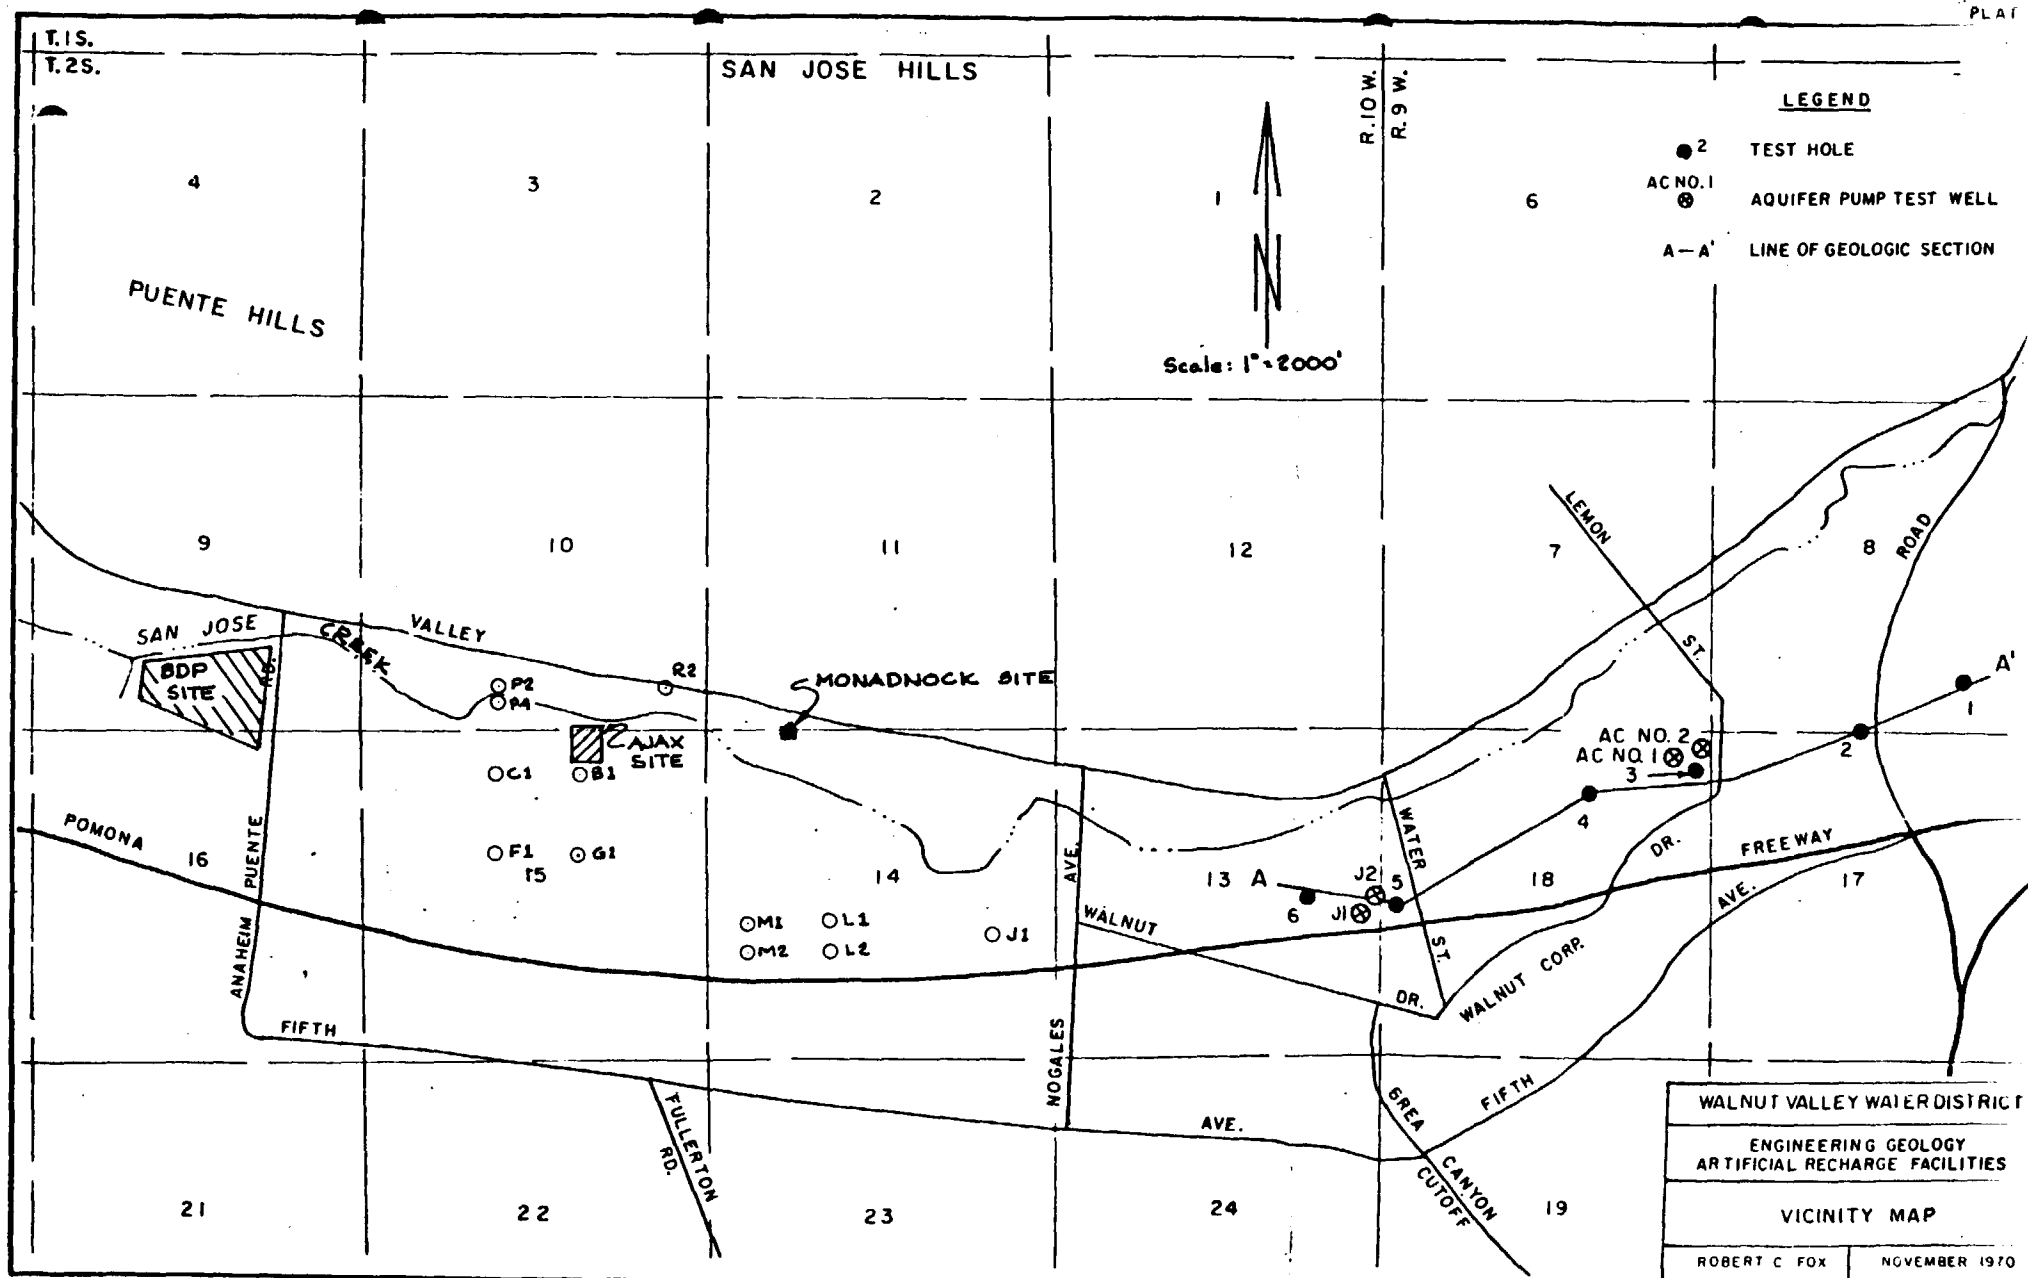 PLAT
T.1S.
T.2S.
SAN JOSE HILLS
R.10 W.
R.9 W.
LEGEND
2 TEST HOLE
AC NO.1
AQUIFER PUMP TEST WELL
A—A' LINE OF GEOLOGIC SECTION
4
3
2
1
6
N
PUENTE HILLS
Scale: 1"=2000'
9
10
11
12
7
8
LEMON
ST.
ROAD
SAN JOSE
CREEK
VALLEY
BDP
SITE
RD.
P2
P4
R2
MONADNOCK SITE
AJAX
SITE
C1
B1
A'
1
2
AC NO. 2
AC NO.1
3
4
POMONA
16
PUENTE
ANAHEIM
F1
G1
15
14
AVE.
13
A
6
J2
J1
5
WATER
ST.
18
DR.
FREEWAY
AVE.
17
M1
L1
M2
L2
J1
WALNUT
DR.
WALNUT CORP.
FIFTH
NOGALES
FULLERTON
RD.
AVE.
BREA
CANYON
CUTOFF
FIFTH
21
22
23
24
19
WALNUT VALLEY WATER DISTRICT
ENGINEERING GEOLOGY
ARTIFICIAL RECHARGE FACILITIES
VICINITY MAP
ROBERT C FOX
NOVEMBER 1970